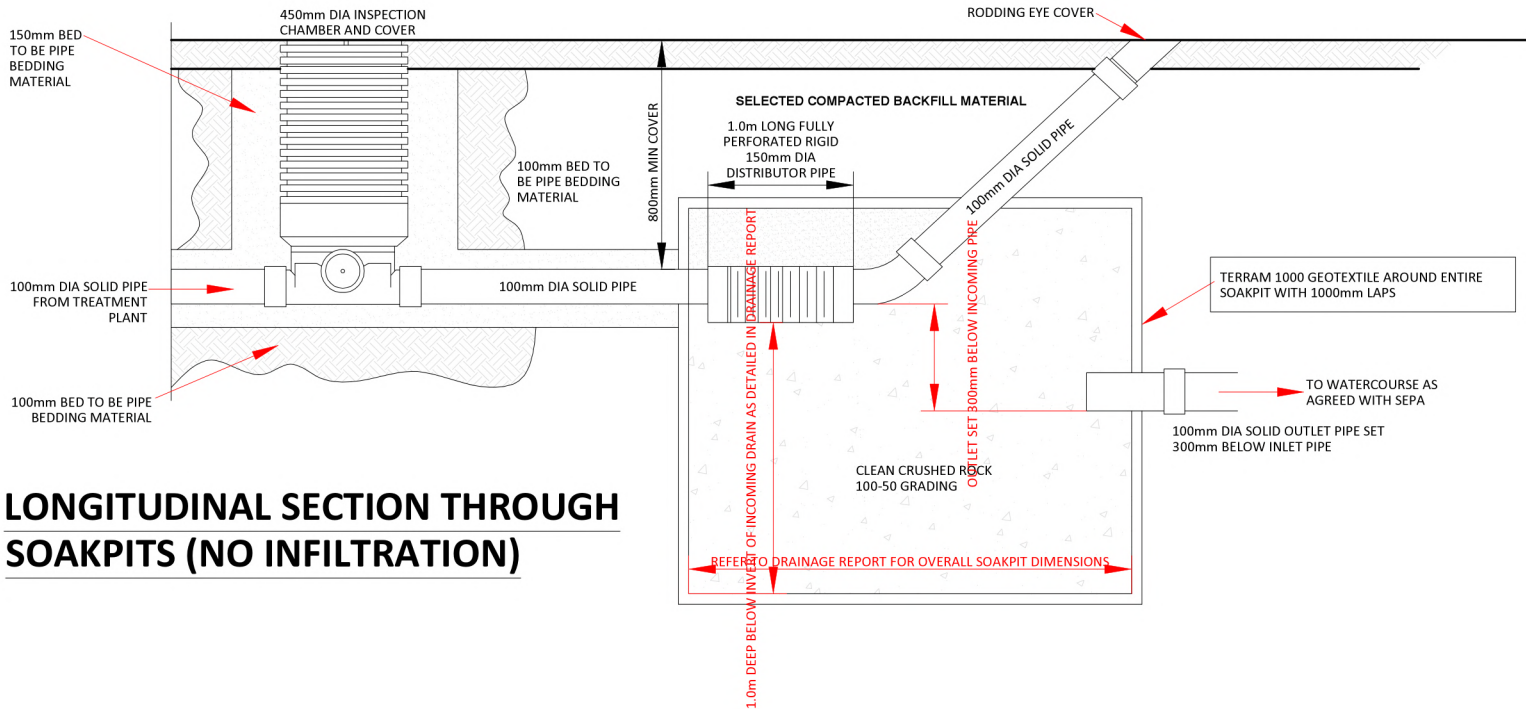 450mm DIA INSPECTION
CHAMBER AND COVER
RODDING EYE COVER
150mm BED
TO BE PIPE
BEDDING
MATERIAL
SELECTED COMPACTED BACKFILL MATERIAL
1.0m LONG FULLY
PERFORATED RIGID
150mm DIA
DISTRIBUTOR PIPE
800mm MIN COVER
100mm DIA SOLID PIPE
100mm BED TO
BE PIPE BEDDING
MATERIAL
100mm DIA SOLID PIPE
FROM TREATMENT
PLANT
100mm DIA SOLID PIPE
1.0m DEEP BELOW INVERT OF INCOMING DRAIN AS DETAILED IN DRAINAGE REPORT
OUTLET SET 300mm BELOW INCOMING PIPE
TERRAM 1000 GEOTEXTILE AROUND ENTIRE
SOAKPIT WITH 1000mm LAPS
100mm BED TO BE PIPE
BEDDING MATERIAL
TO WATERCOURSE AS
AGREED WITH SEPA
100mm DIA SOLID OUTLET PIPE SET
300mm BELOW INLET PIPE
CLEAN CRUSHED ROCK
100-50 GRADING
REFER TO DRAINAGE REPORT FOR OVERALL SOAKPIT DIMENSIONS
LONGITUDINAL SECTION THROUGH
SOAKPITS (NO INFILTRATION)